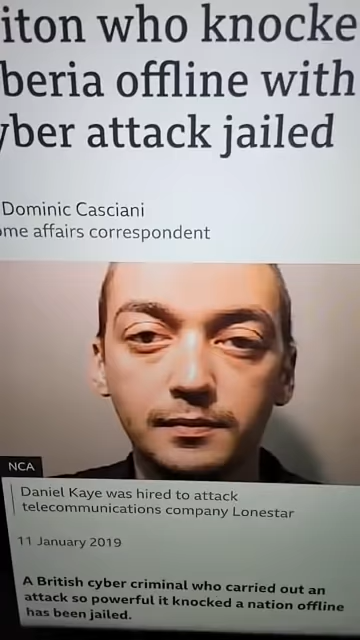 iton who knocke
beria offline with
yber attack jailed
Dominic Casciani
ome affairs correspondent
NCA
Daniel Kaye was hired to attack
telecommunications company Lonestar
11 January 2019
A British cyber criminal who carried out an
attack so powerful it knocked a nation offline
has been jailed.